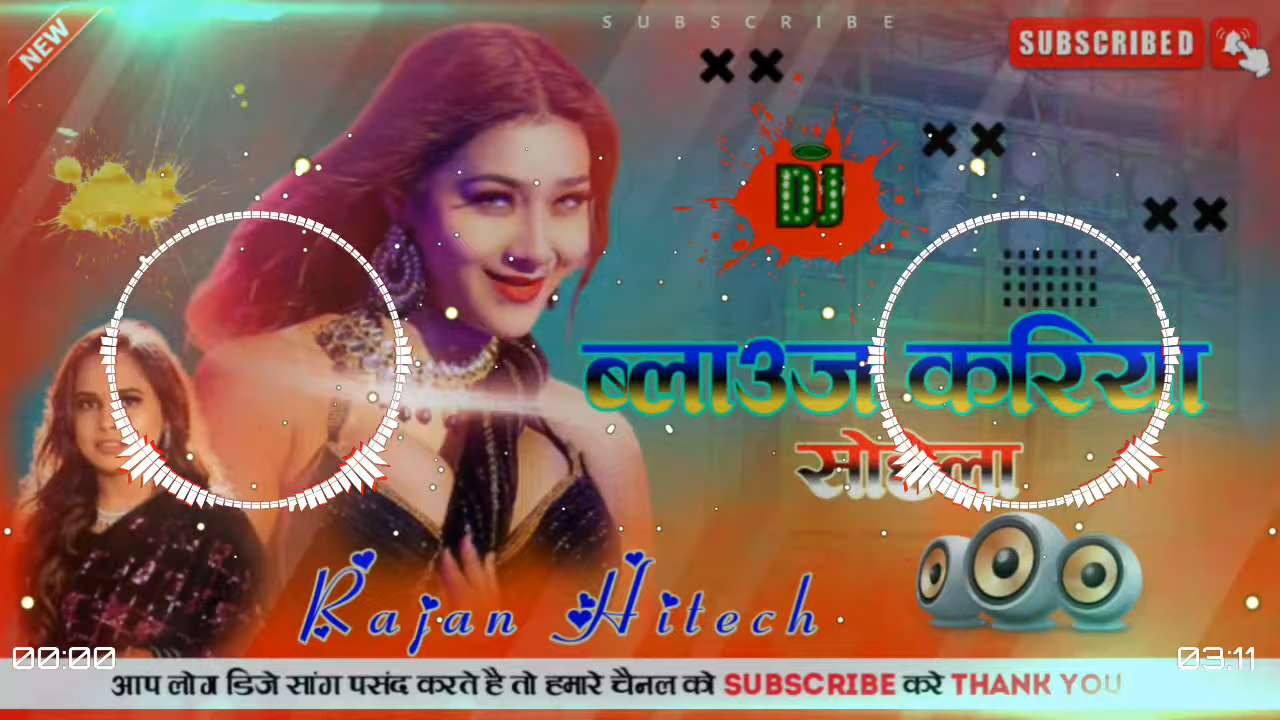 SUBSCRIBE
NEW
SUBSCRIBED
DJ
ब्लाउज करिया
सोहेला
Rajan Hitech
00:00
03:11
आप लोग डिजे सांग पसंद करते है तो हमारे चैनल को SUBSCRIBE करे THANK YOU